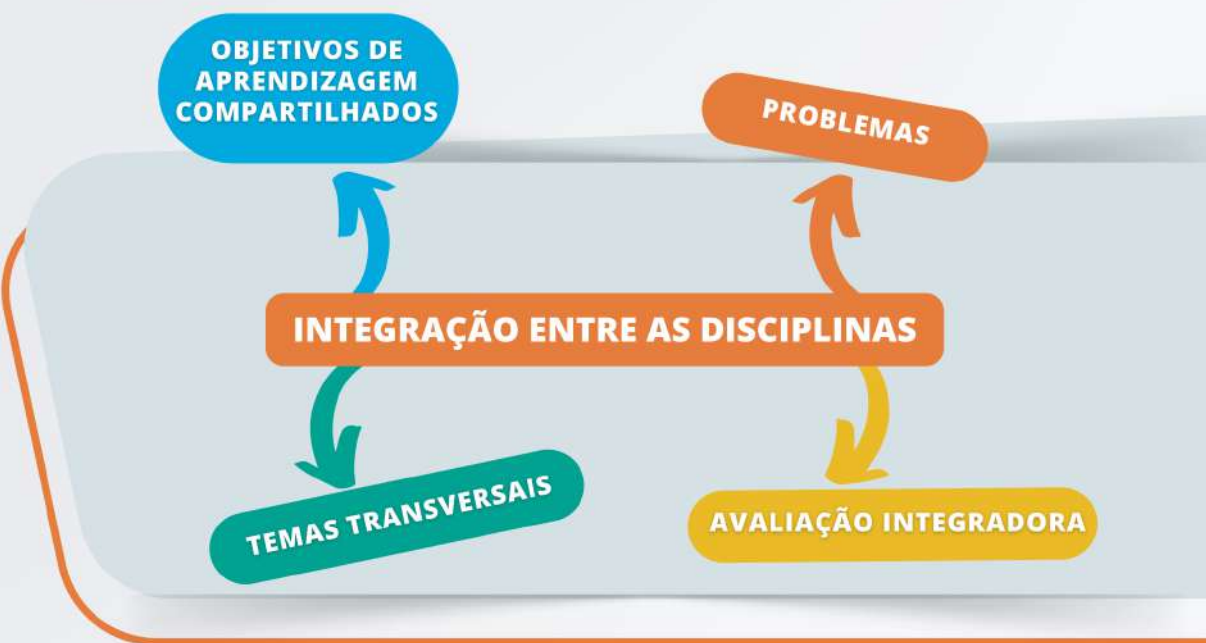 OBJETIVOS DE
APRENDIZAGEM
COMPARTILHADOS
PROBLEMAS
INTEGRAÇÃO ENTRE AS DISCIPLINAS
TEMAS TRANSVERSAIS
AVALIAÇÃO INTEGRADORA